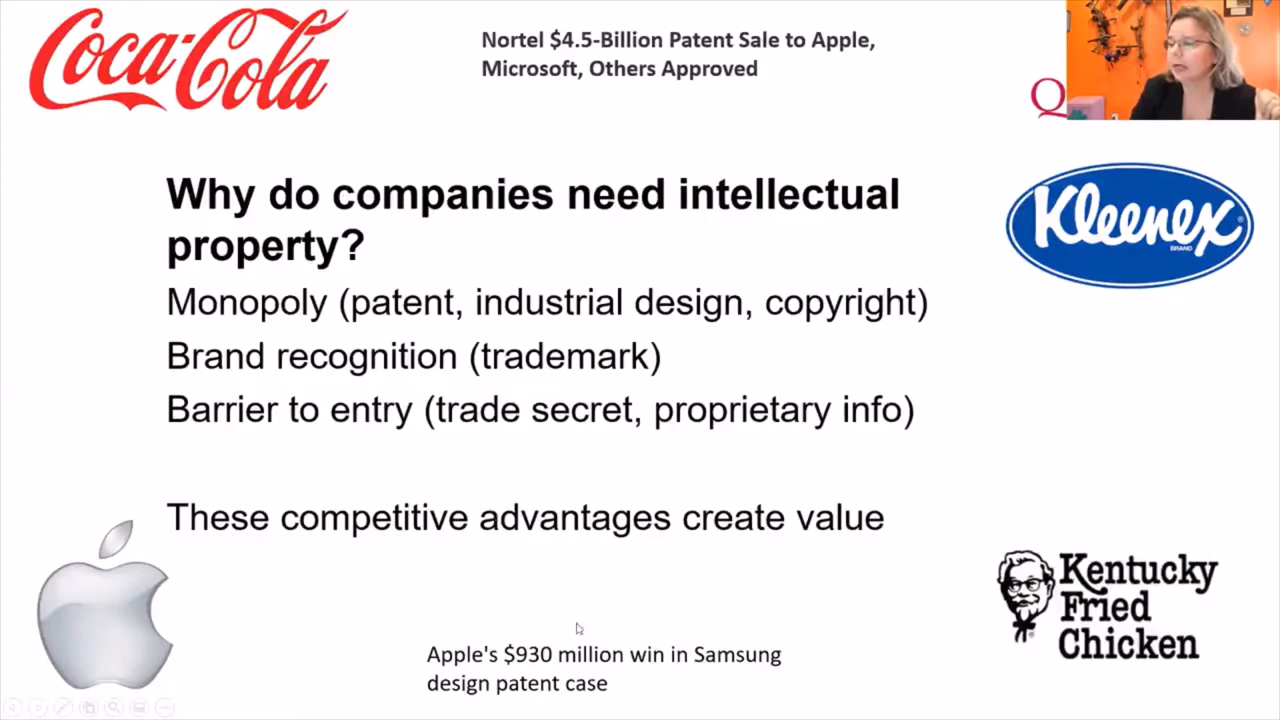 Coca-Cola
Nortel $4.5-Billion Patent Sale to Apple,
Microsoft, Others Approved
Q
Why do companies need intellectual
property?
Kleenex®
BRAND
Monopoly (patent, industrial design, copyright)
Brand recognition (trademark)
Barrier to entry (trade secret, proprietary info)
These competitive advantages create value
Kentucky
Fried
Chicken
®
Apple's $930 million win in Samsung
design patent case